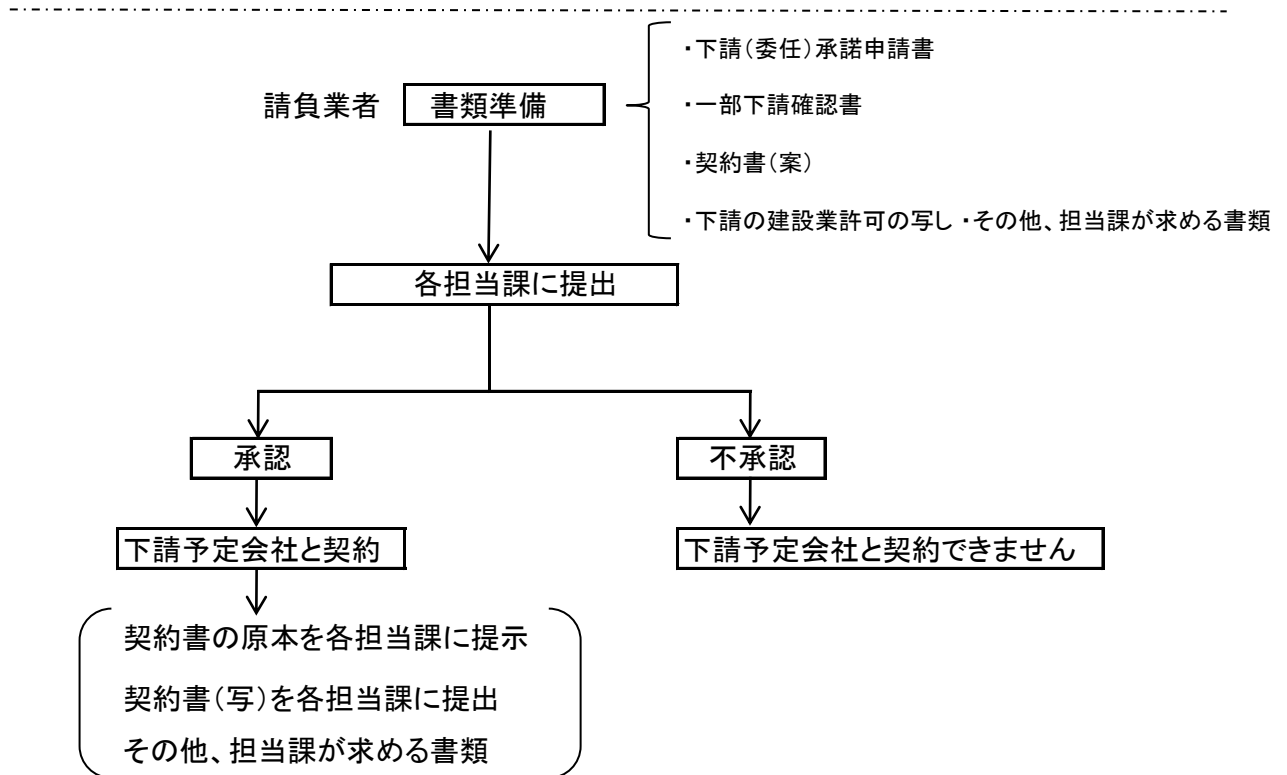 ・下請(委任)承諾申請書
請負業者 書類準備
・一部下請確認書
・契約書(案)
・下請の建設業許可の写し ・その他、担当課が求める書類
各担当課に提出
承認
不承認
下請予定会社と契約
下請予定会社と契約できません
契約書の原本を各担当課に提示
契約書(写)を各担当課に提出
その他、担当課が求める書類